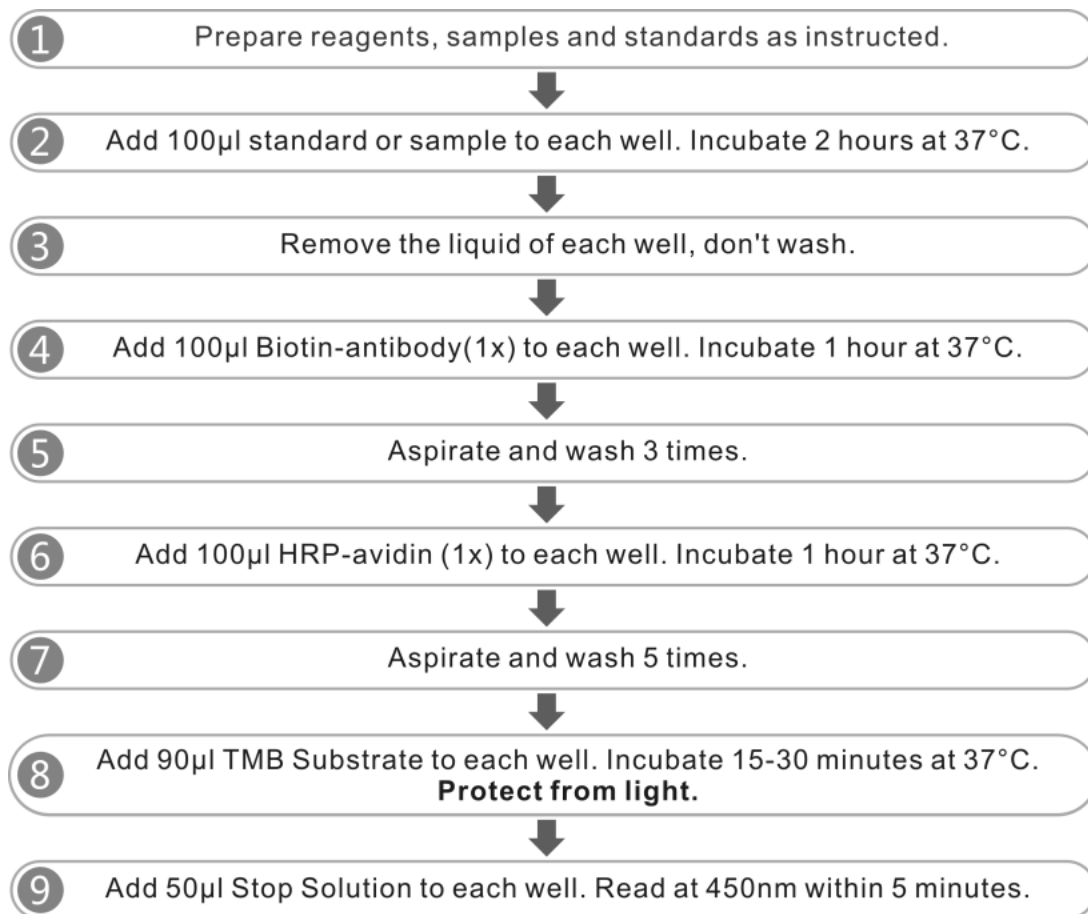 1 Prepare reagents, samples and standards as instructed.
2 Add 100µl standard or sample to each well. Incubate 2 hours at 37°C.
3 Remove the liquid of each well, don't wash.
4 Add 100µl Biotin-antibody(1x) to each well. Incubate 1 hour at 37°C.
5 Aspirate and wash 3 times.
6 Add 100µl HRP-avidin (1x) to each well. Incubate 1 hour at 37°C.
7 Aspirate and wash 5 times.
8 Add 90µl TMB Substrate to each well. Incubate 15-30 minutes at 37°C.
Protect from light.
9 Add 50µl Stop Solution to each well. Read at 450nm within 5 minutes.